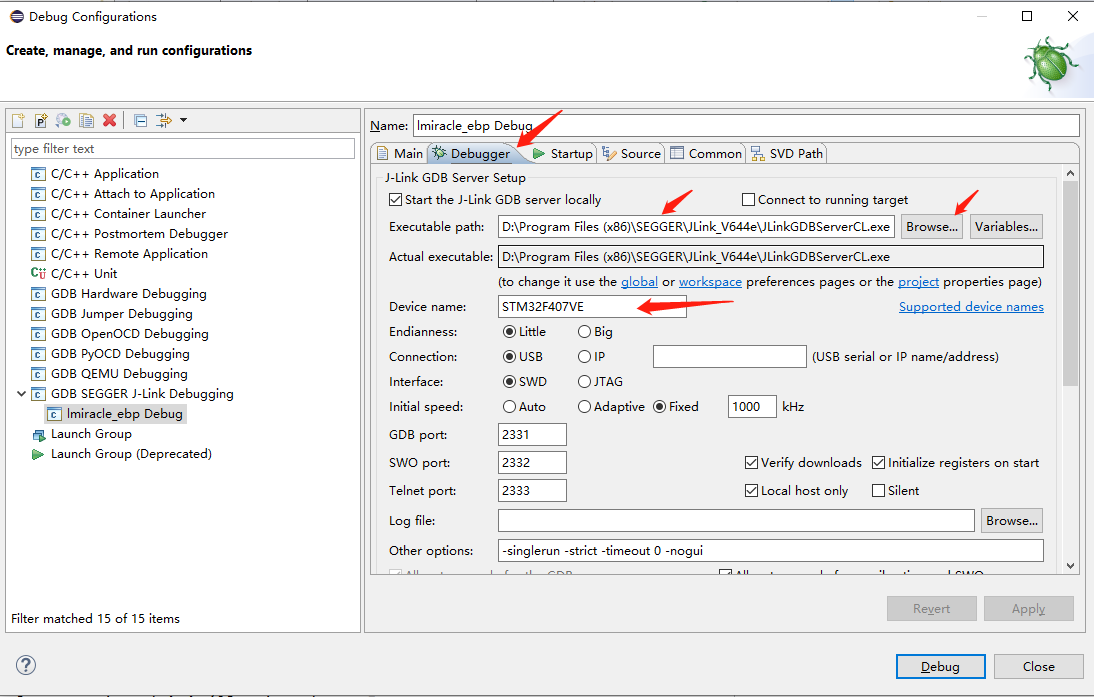 Debug Configurations
Create, manage, and run configurations
type filter text
C/C++ Application
C/C++ Attach to Application
C/C++ Container Launcher
C/C++ Postmortem Debugger
C/C++ Remote Application
C/C++ Unit
GDB Hardware Debugging
GDB Jumper Debugging
GDB OpenOCD Debugging
GDB PyOCD Debugging
GDB QEMU Debugging
GDB SEGGER J-Link Debugging
lmiracle_ebp Debug
Launch Group
Launch Group (Deprecated)
Filter matched 15 of 15 items
Name: lmiracle_ebp Debug
Main Debugger Startup Source Common SVD Path
J-Link GDB Server Setup
Start the J-Link GDB server locally Connect to running target
Executable path: D:\Program Files (x86)\SEGGER\JLink_V644e\JLinkGDBServerCL.exe Browse... Variables...
Actual executable: D:\Program Files (x86)\SEGGER\JLink_V644e\JLinkGDBServerCL.exe
(to change it use the global or workspace preferences pages or the project properties page)
Device name: STM32F407VE Supported device names
Endianness: Little Big
Connection: USB IP (USB serial or IP name/address)
Interface: SWD JTAG
Initial speed: Auto Adaptive Fixed 1000 kHz
GDB port: 2331
SWO port: 2332 Verify downloads Initialize registers on start
Telnet port: 2333 Local host only Silent
Log file: Browse...
Other options: -singlerun -strict -timeout 0 -nogui
Revert Apply
Debug Close